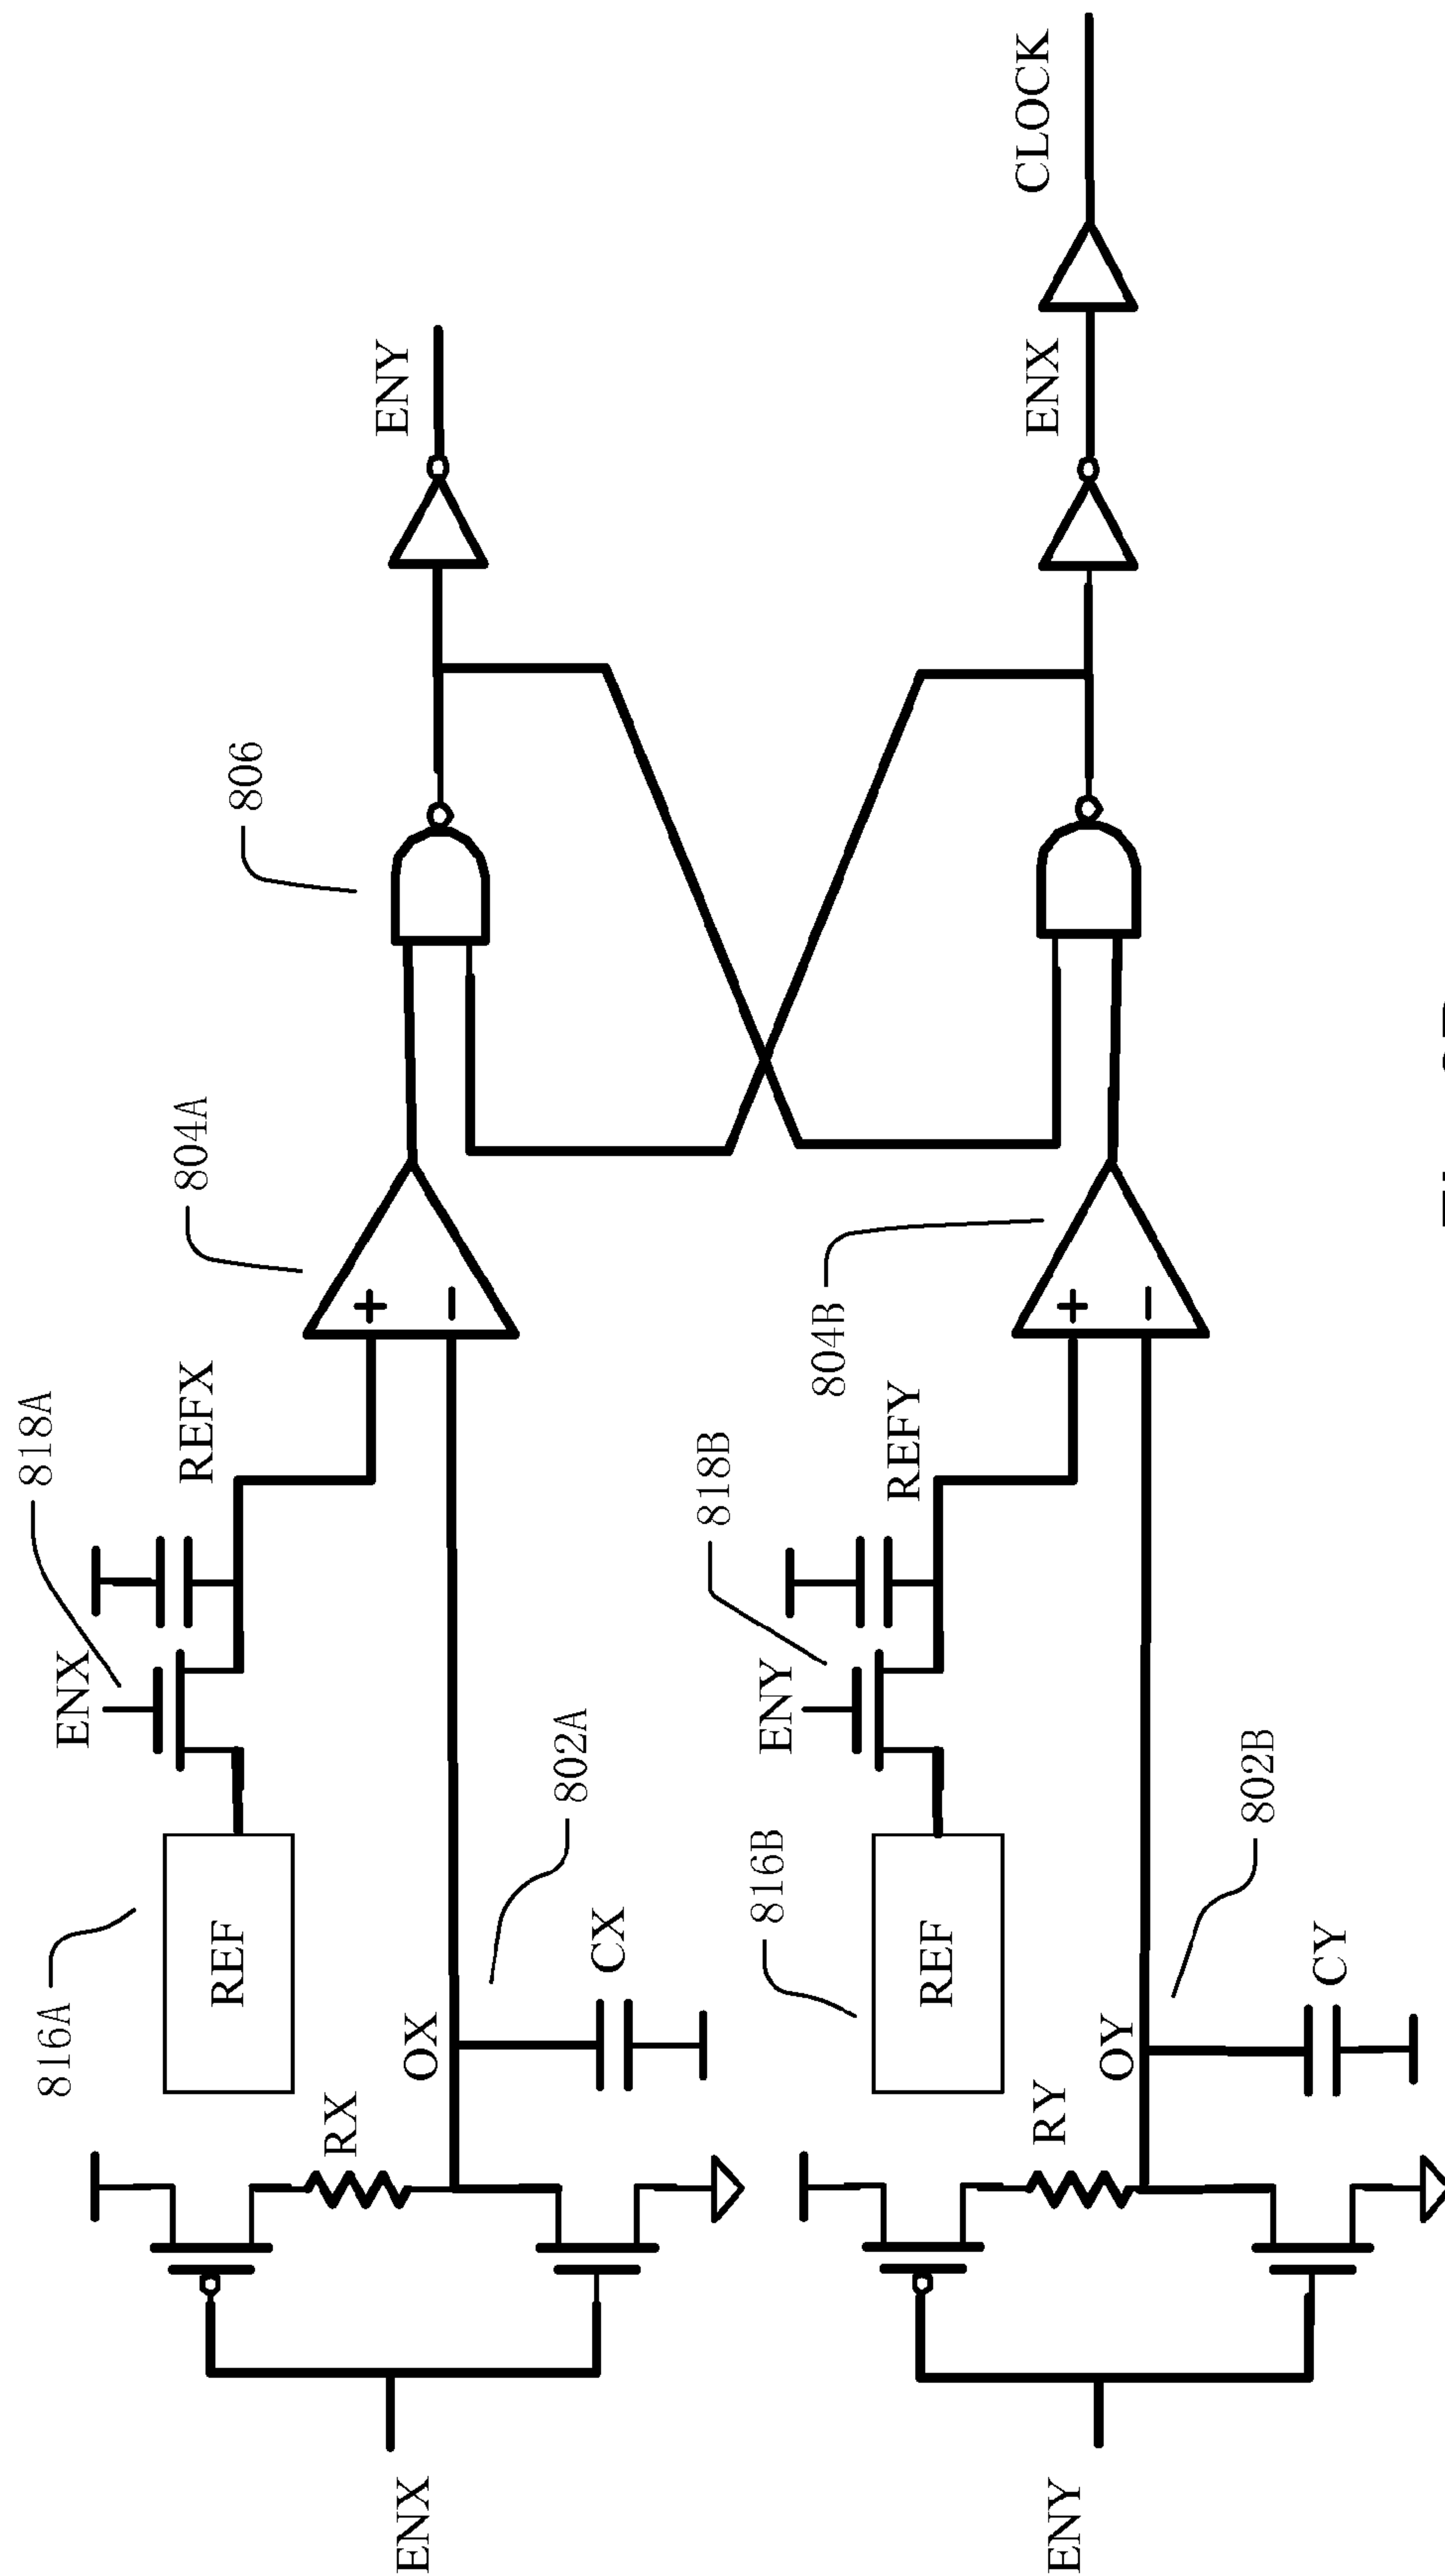 ENX
816A
REF
ENX
818A
REFX
804A
806
ENY
RX
OX
CX
802A
ENY
816B
REF
ENY
818B
REFY
804B
ENX
CLOCK
RY
OY
CY
802B